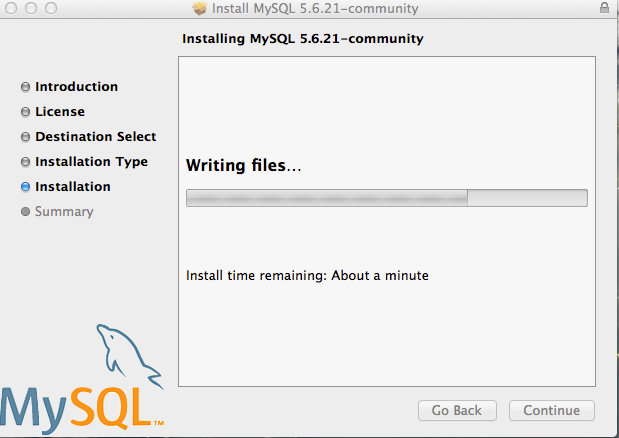 Install MySQL 5.6.21-community
Installing MySQL 5.6.21-community
Introduction
License
Destination Select
Installation Type
Installation
Summary
Writing files...
Install time remaining: About a minute
MySQL™
Go Back
Continue